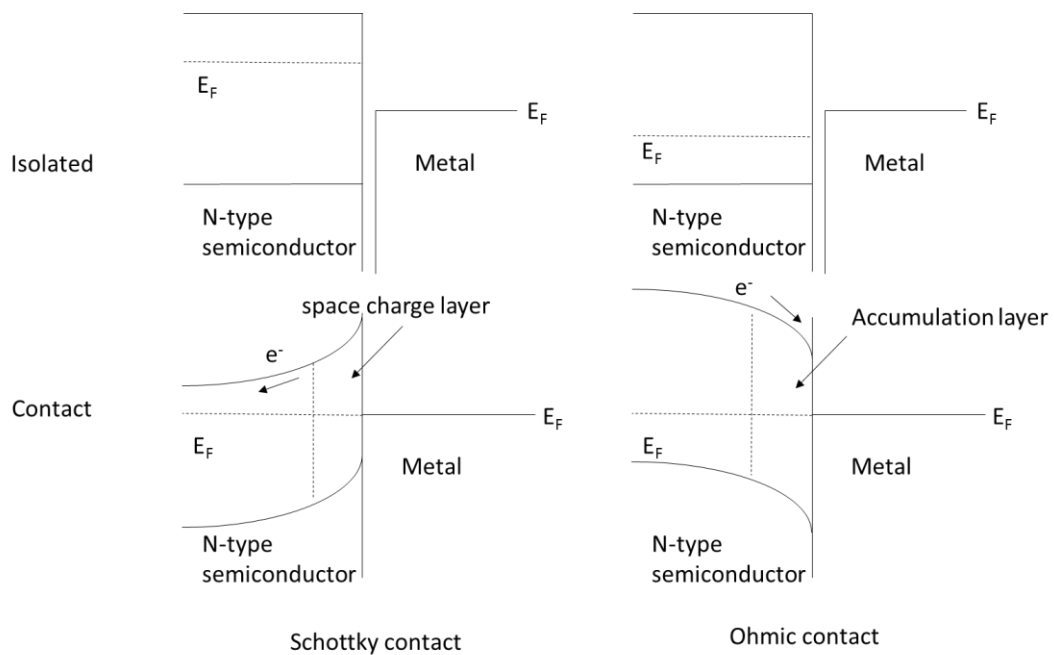 E_F
E_F
Isolated
Metal
N-type
semiconductor
E_F
E_F
Metal
N-type
semiconductor
space charge layer
e⁻
Contact
E_F
E_F
Metal
N-type
semiconductor
Schottky contact
e⁻
Accumulation layer
E_F
E_F
Metal
N-type
semiconductor
Ohmic contact